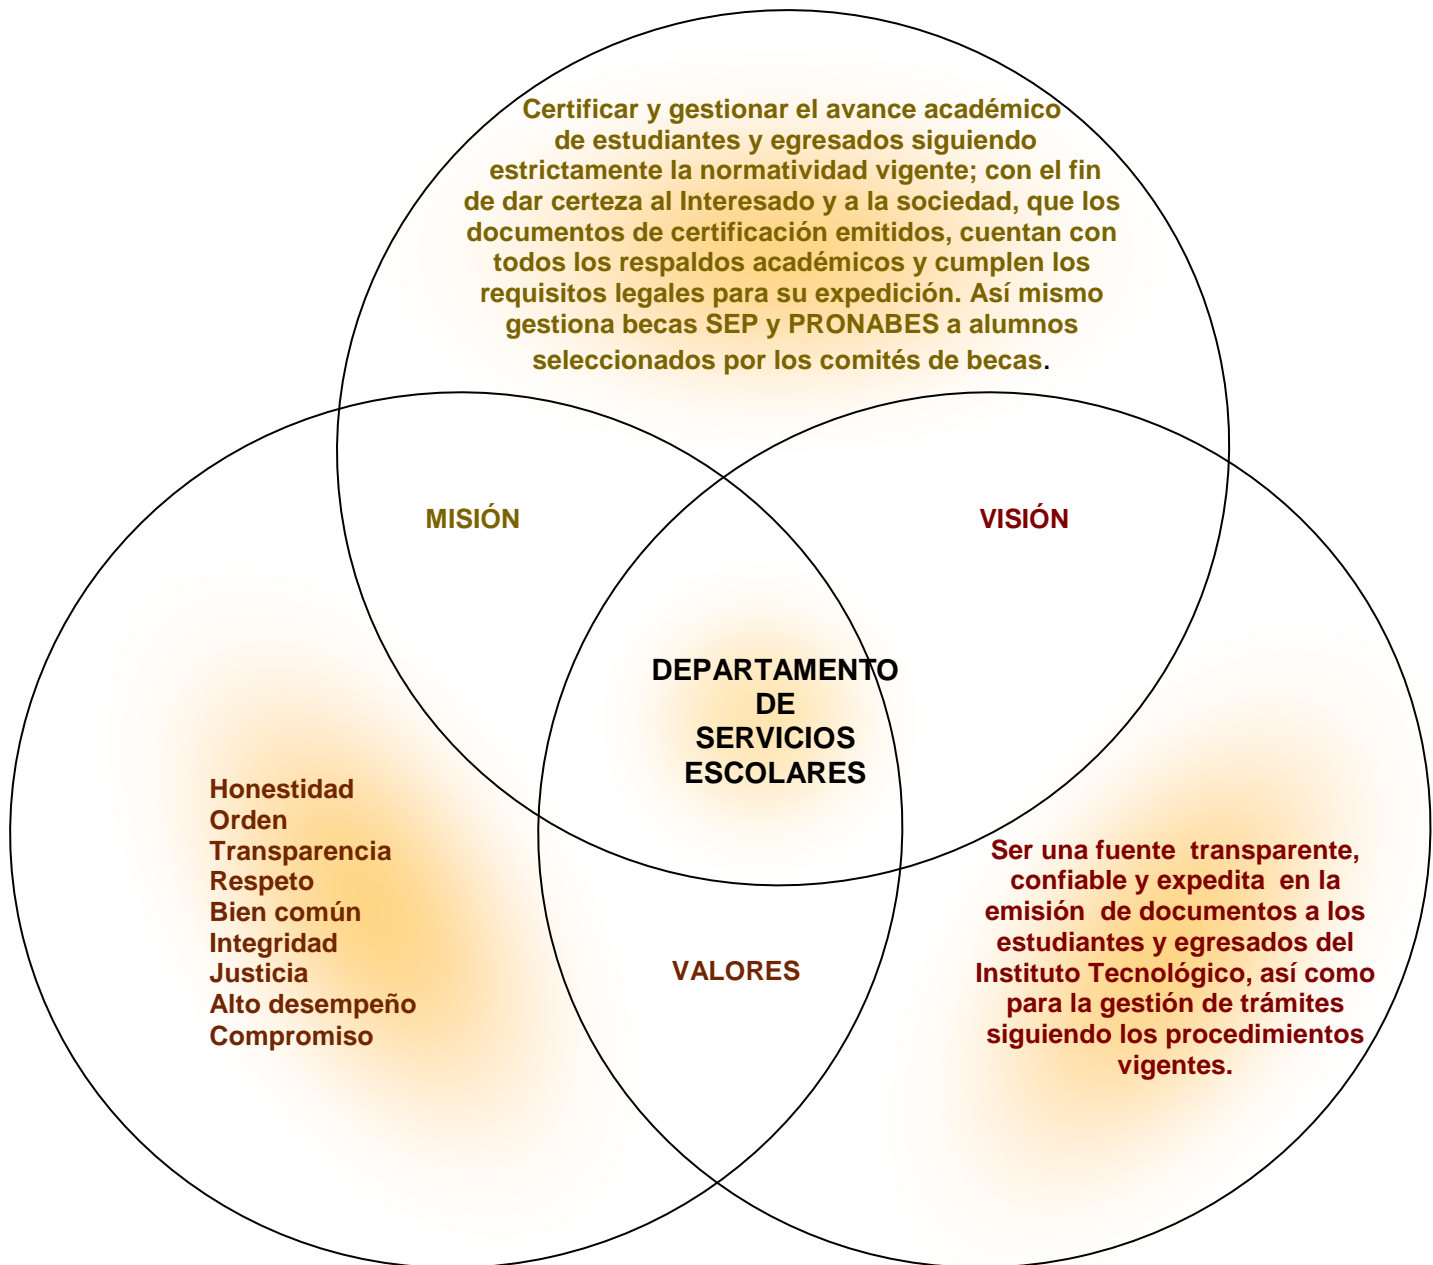 Certificar y gestionar el avance académico
de estudiantes y egresados siguiendo
estrictamente la normatividad vigente; con el fin
de dar certeza al Interesado y a la sociedad, que los
documentos de certificación emitidos, cuentan con
todos los respaldos académicos y cumplen los
requisitos legales para su expedición. Así mismo
gestiona becas SEP y PRONABES a alumnos
seleccionados por los comités de becas.
MISIÓN
VISIÓN
DEPARTAMENTO
DE
SERVICIOS
ESCOLARES
Honestidad
Orden
Transparencia
Respeto
Bien común
Integridad
Justicia
Alto desempeño
Compromiso
VALORES
Ser una fuente transparente,
confiable y expedita en la
emisión de documentos a los
estudiantes y egresados del
Instituto Tecnológico, así como
para la gestión de trámites
siguiendo los procedimientos
vigentes.